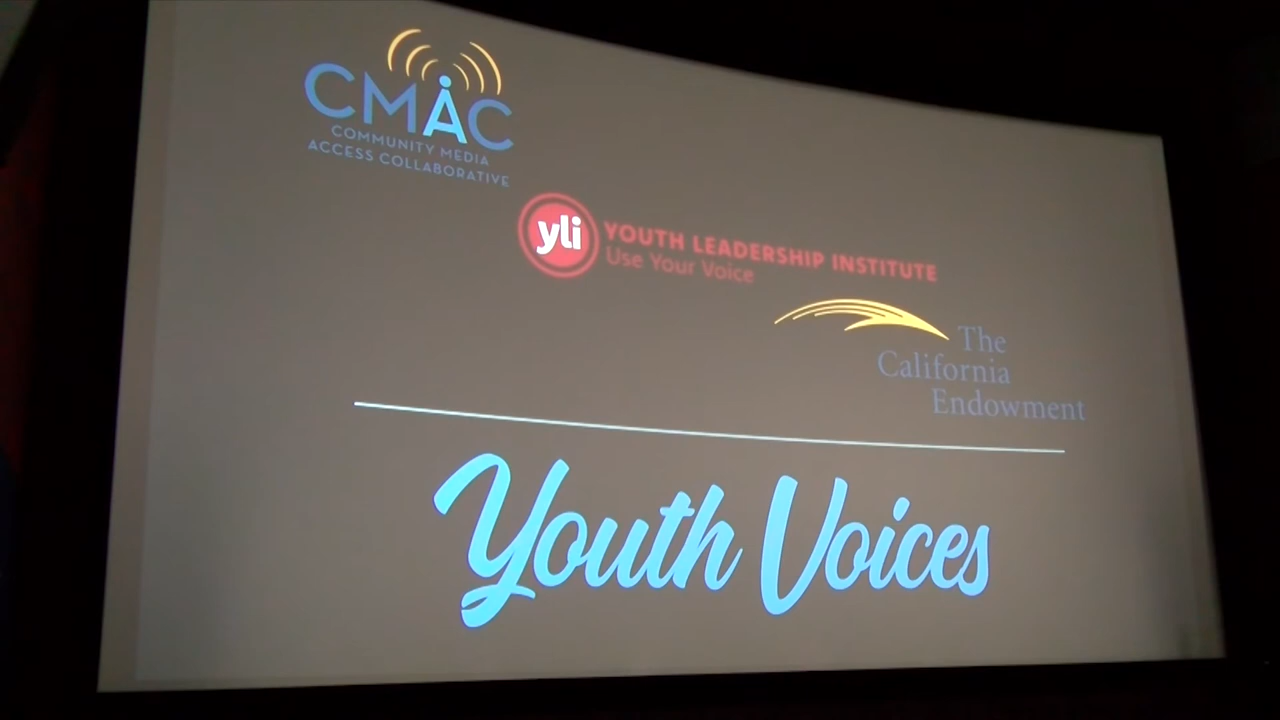 CMAC
COMMUNITY MEDIA
ACCESS COLLABORATIVE
yli
YOUTH LEADERSHIP INSTITUTE
Use Your Voice
The
California
Endowment
Youth Voices